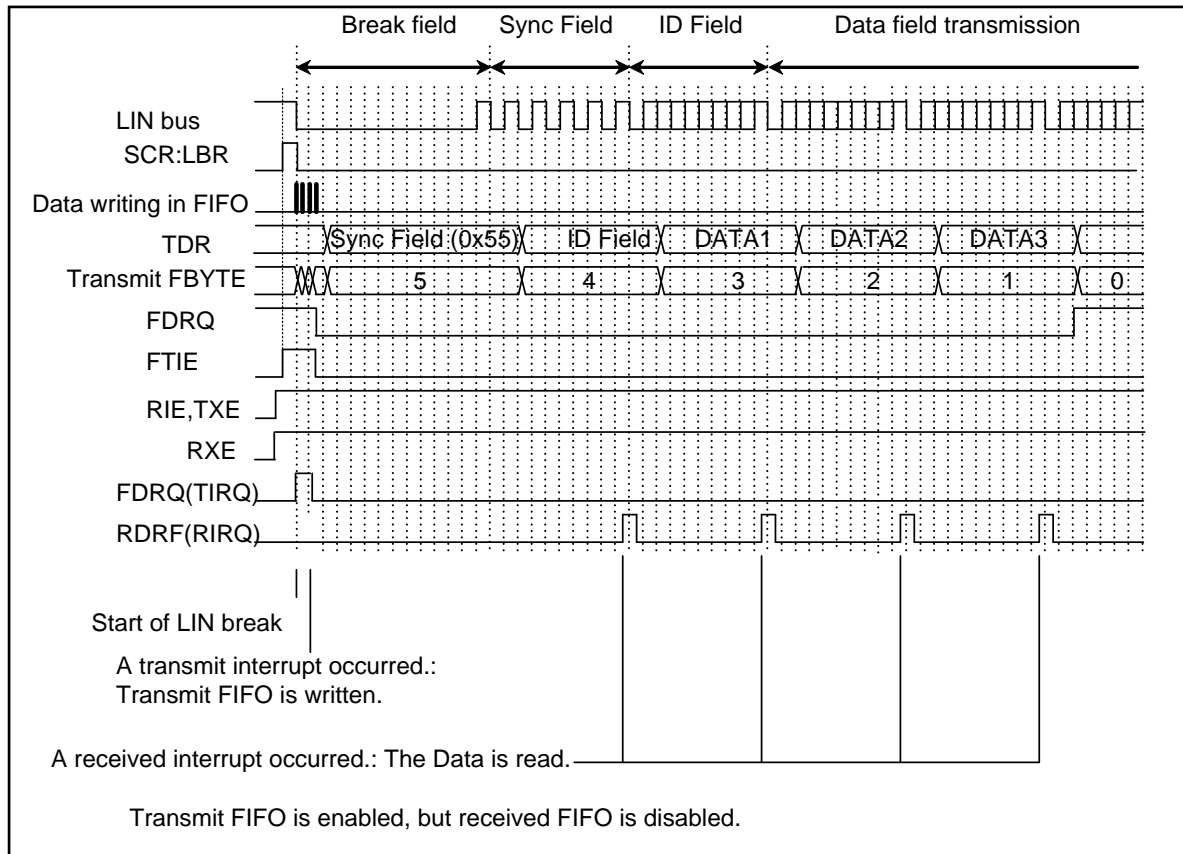 Break field Sync Field ID Field Data field transmission
LIN bus
SCR:LBR
Data writing in FIFO
TDR Sync Field (0x55) ID Field DATA1 DATA2 DATA3
Transmit FBYTE 5 4 3 2 1 0
FDRQ
FTIE
RIE,TXE
RXE
FDRQ(TIRQ)
RDRF(RIRQ)
Start of LIN break
A transmit interrupt occurred.:
Transmit FIFO is written.
A received interrupt occurred.: The Data is read.
Transmit FIFO is enabled, but received FIFO is disabled.